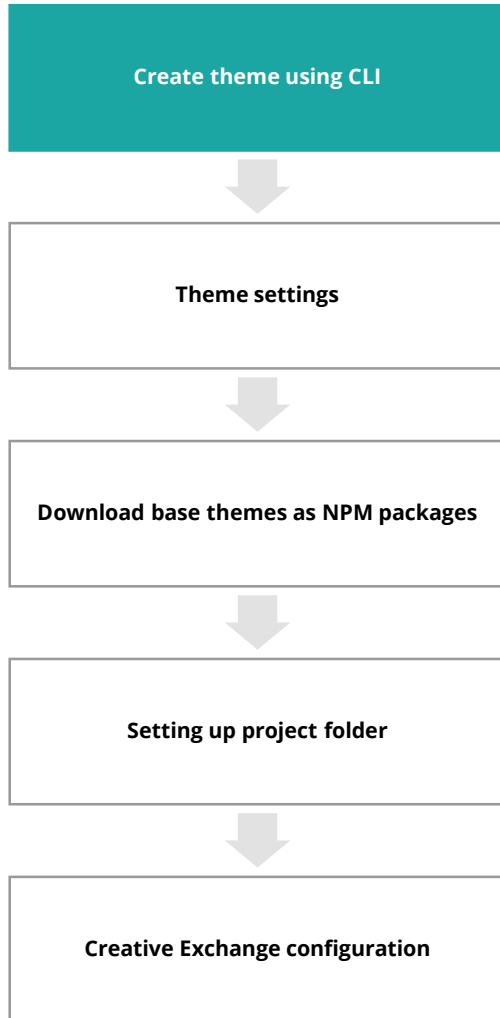 Create theme using CLI
Theme settings
Download base themes as NPM packages
Setting up project folder
Creative Exchange configuration